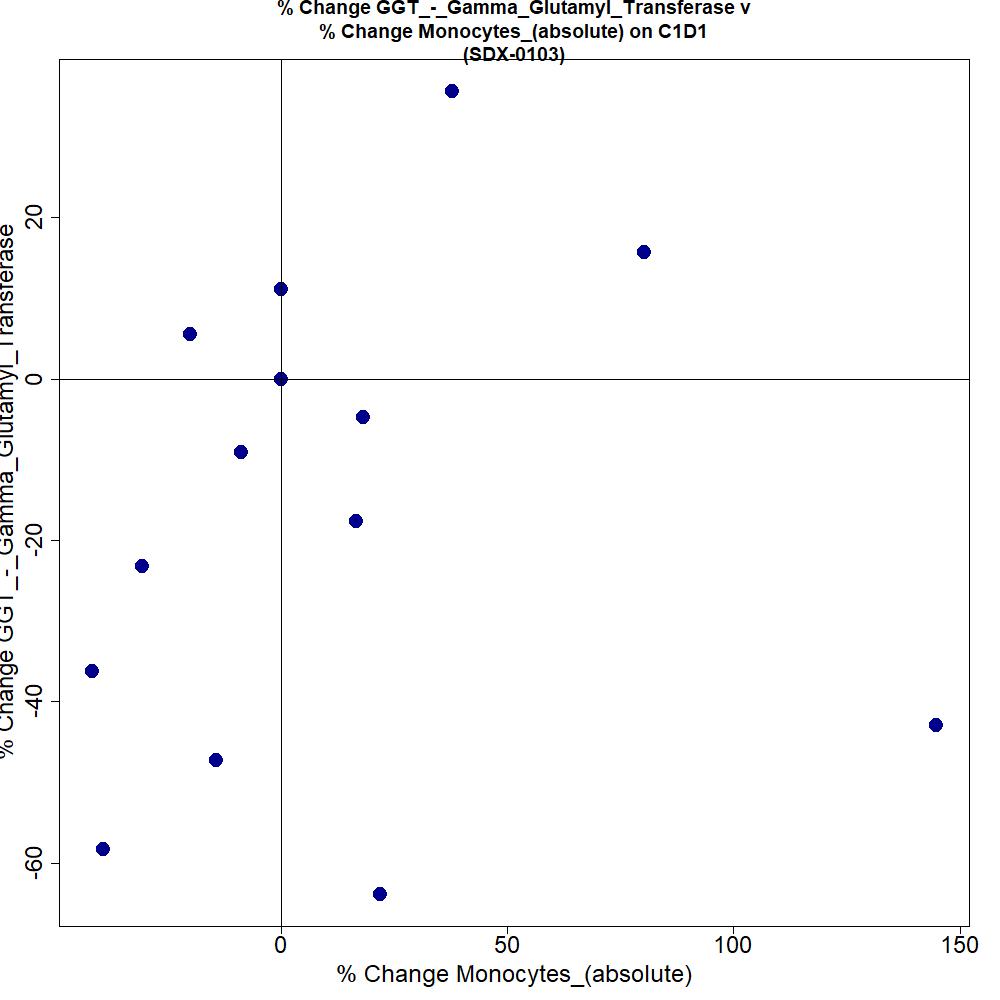 % Change GGT_-_Gamma_Glutamyl_Transferase v
% Change Monocytes_(absolute) on C1D1
(SDX-0103)
% Change GGT_-_Gamma_Glutamyl_Transferase
20
0
-20
-40
-60
0
50
100
150
% Change Monocytes_(absolute)